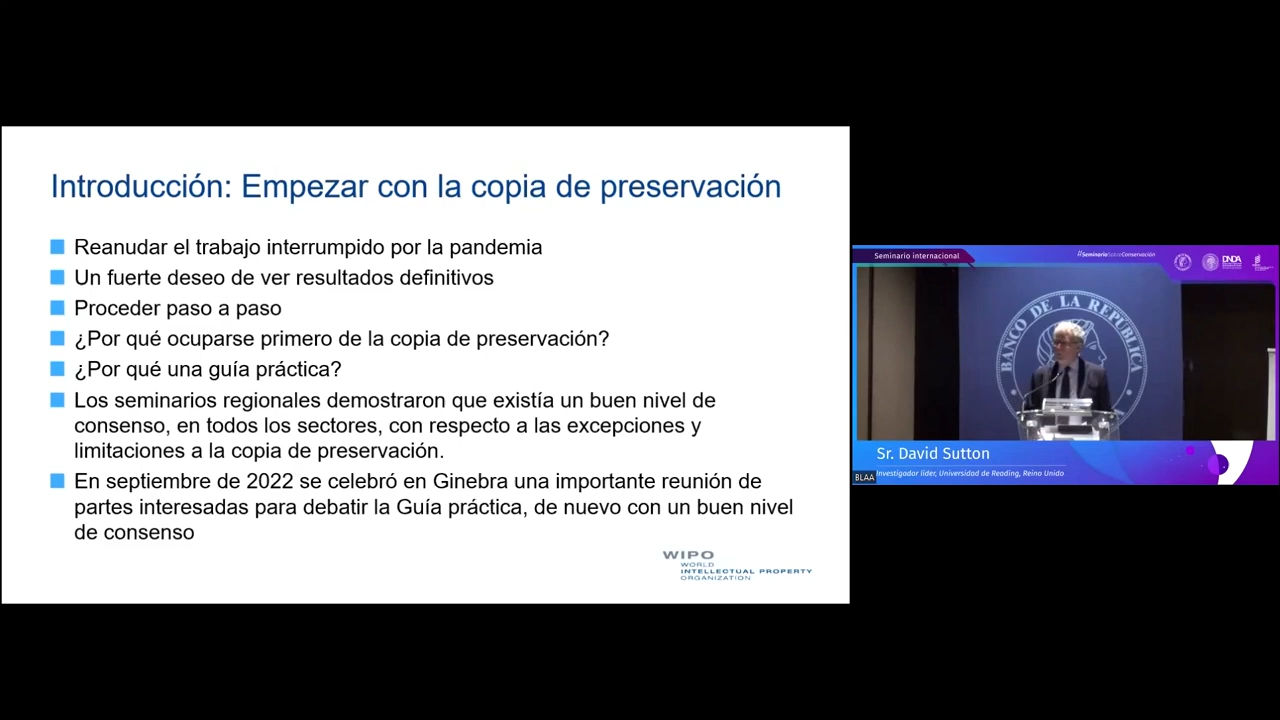 Introducción: Empezar con la copia de preservación
Reanudar el trabajo interrumpido por la pandemia
Un fuerte deseo de ver resultados definitivos
Proceder paso a paso
¿Por qué ocuparse primero de la copia de preservación?
¿Por qué una guía práctica?
Los seminarios regionales demostraron que existía un buen nivel de
consenso, en todos los sectores, con respecto a las excepciones y
limitaciones a la copia de preservación.
En septiembre de 2022 se celebró en Ginebra una importante reunión de
partes interesadas para debatir la Guía práctica, de nuevo con un buen nivel
de consenso
WIPO
WORLD
INTELLECTUAL PROPERTY
ORGANIZATION
Seminario internacional
#SeminarioSobreConservación
DNDA
BANCO DE LA REPÚBLICA
Sr. David Sutton
Investigador líder, Universidad de Reading, Reino Unido
BLAA